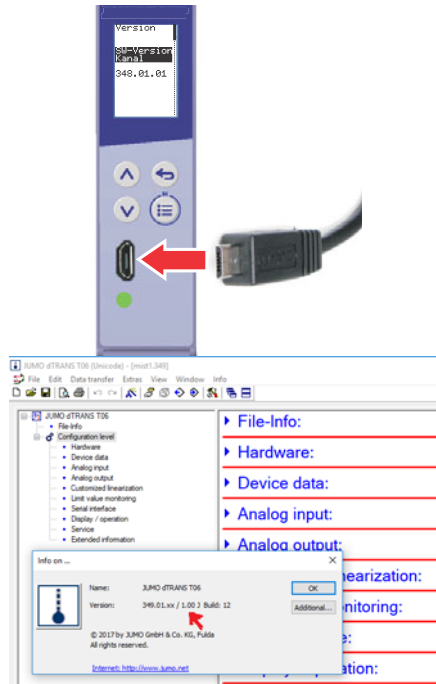 Version
SW-Version
Kanal
348.01.01
JUMO dTRANS T06 (Unicode) - [mist1.349]
File Edit Data transfer Extras View Window Info
JUMO dTRANS T06
File-Info
Configuration level
Hardware
Device data
Analog input
Analog output
Customized linearization
Limit value monitoring
Serial interface
Display / operation
Service
Extended information
File-Info:
Hardware:
Device data:
Analog input:
Analog output:
nearization:
nitoring:
e:
ation:
Info on ...
Name: JUMO dTRANS T06
OK
Version: 349.01.xx / 1.00 J Build: 12
Additional...
© 2017 by JUMO GmbH & Co. KG, Fulda
All rights reserved.
Internet: http://www.jumo.net